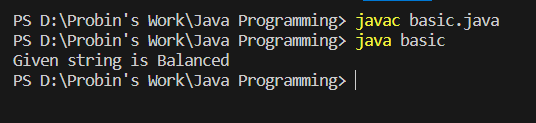 PS D:\Probin's Work\Java Programming> javac basic.java
PS D:\Probin's Work\Java Programming> java basic
Given string is Balanced
PS D:\Probin's Work\Java Programming>